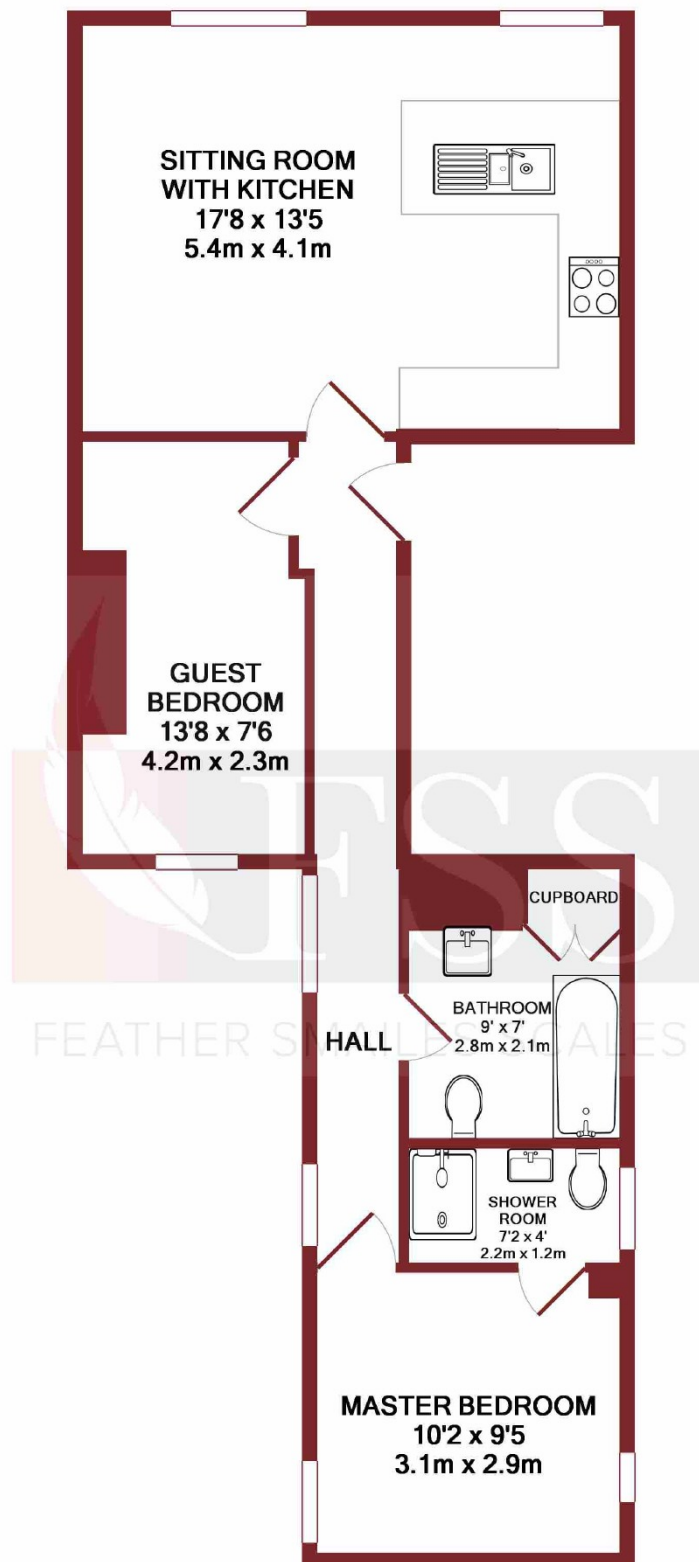 SITTING ROOM
WITH KITCHEN
17'8 x 13'5
5.4m x 4.1m
GUEST
BEDROOM
13'8 x 7'6
4.2m x 2.3m
FSS
CUPBOARD
BATHROOM
9' x 7'
2.8m x 2.1m
FEATHER SMAILES SCALES
HALL
SHOWER
ROOM
7'2 x 4'
2.2m x 1.2m
MASTER BEDROOM
10'2 x 9'5
3.1m x 2.9m